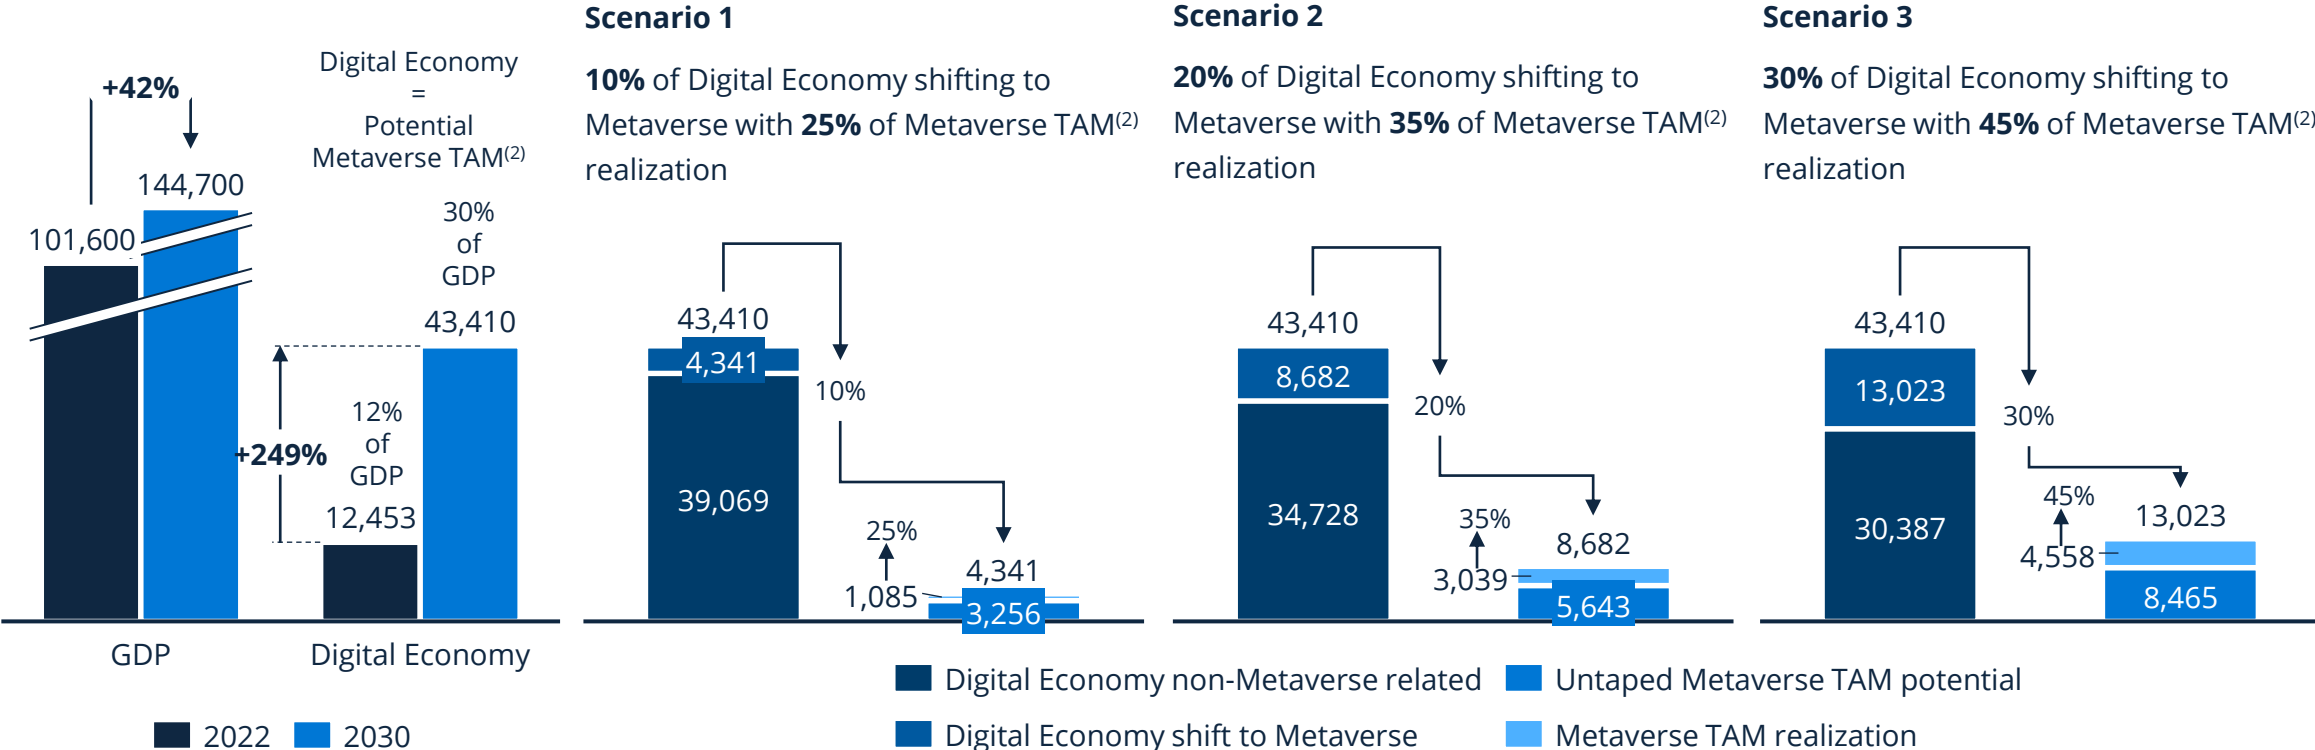 +42%
Digital Economy
=
Potential
Metaverse TAM(2)
144,700
101,600
30%
of
GDP
43,410
12%
of
GDP
+249%
12,453
GDP
Digital Economy
2022
2030
Scenario 1
10% of Digital Economy shifting to
Metaverse with 25% of Metaverse TAM(2)
realization
43,410
4,341
10%
39,069
25%
4,341
1,085
3,256
Scenario 2
20% of Digital Economy shifting to
Metaverse with 35% of Metaverse TAM(2)
realization
43,410
8,682
20%
34,728
35%
8,682
3,039
5,643
Scenario 3
30% of Digital Economy shifting to
Metaverse with 45% of Metaverse TAM(2)
realization
43,410
13,023
30%
30,387
45%
13,023
4,558
8,465
Digital Economy non-Metaverse related
Untaped Metaverse TAM potential
Digital Economy shift to Metaverse
Metaverse TAM realization